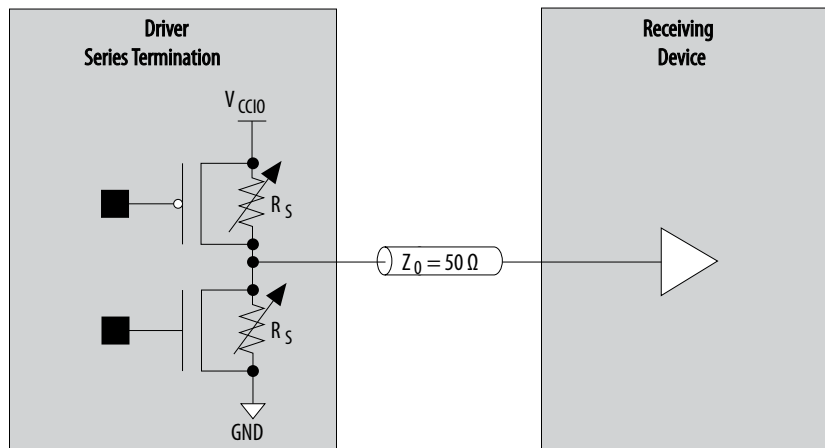 Driver
Series Termination
Receiving
Device
V CCIO
R S
Z 0 = 50 Ω
R S
GND